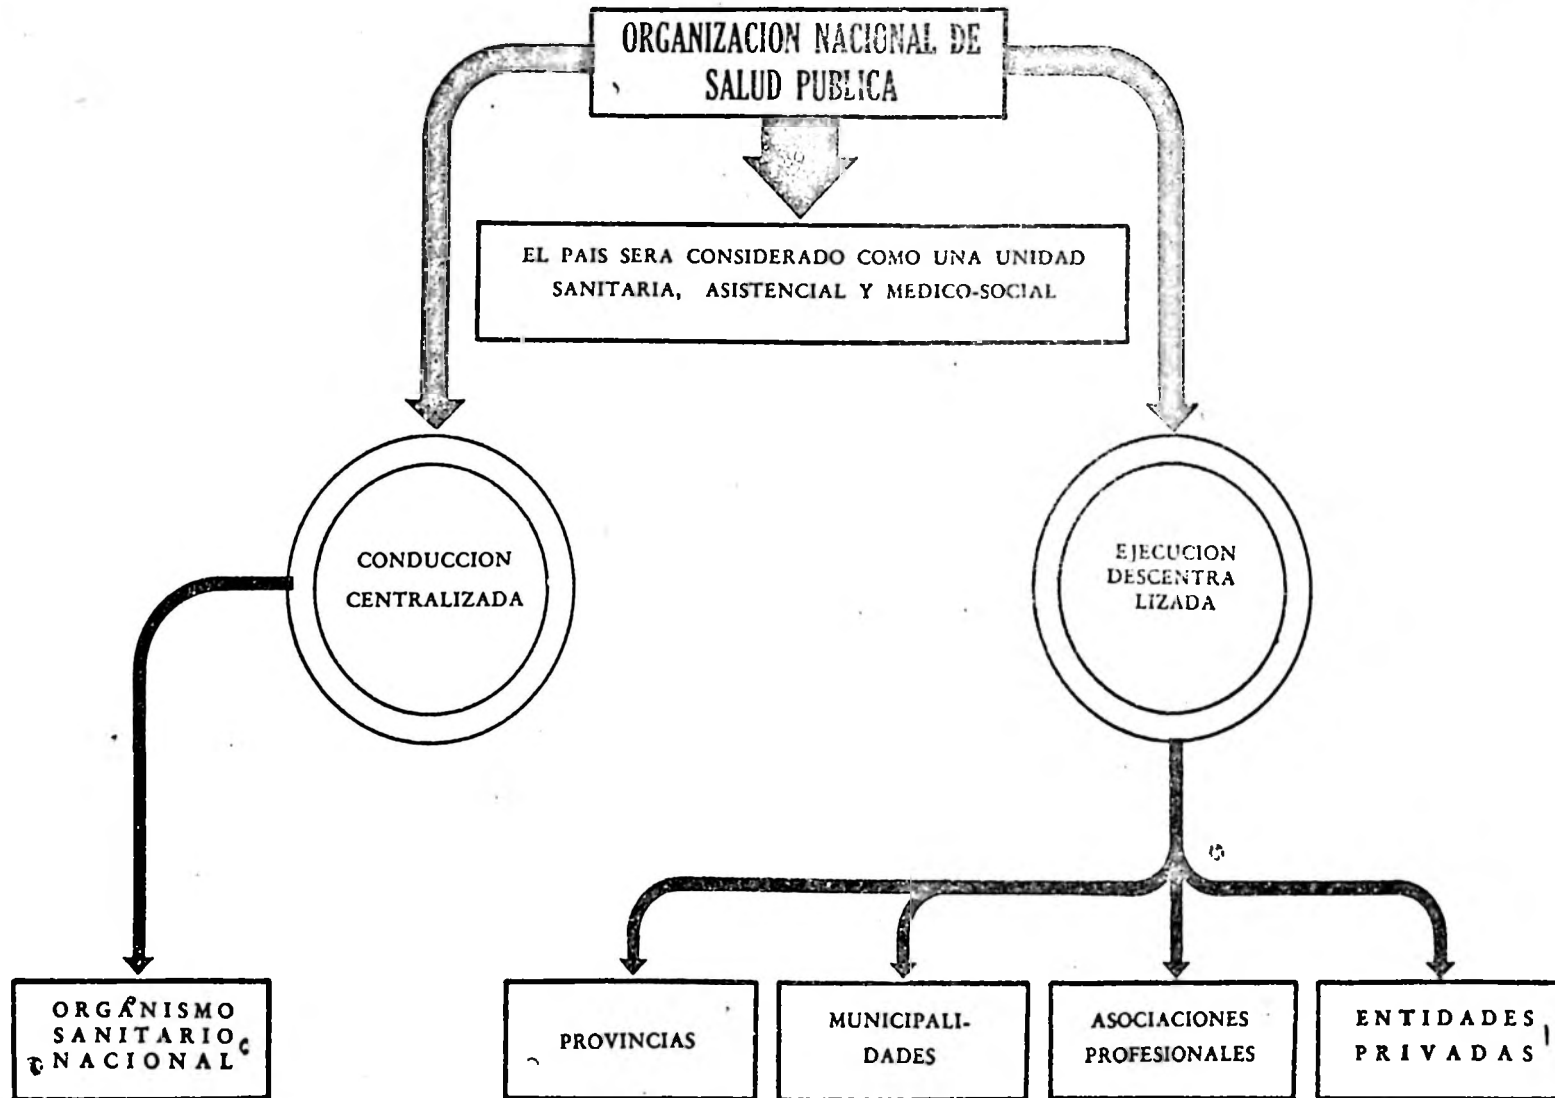 ORGANIZACION NACIONAL DE
SALUD PUBLICA
EL PAIS SERA CONSIDERADO COMO UNA UNIDAD
SANITARIA, ASISTENCIAL Y MEDICO-SOCIAL
CONDUCCION
CENTRALIZADA
EJECUCION
DESCENTRA
LIZADA
ORGANISMO
SANITARIO
NACIONAL
PROVINCIAS
MUNICIPALI-
DADES
ASOCIACIONES
PROFESIONALES
ENTIDADES
PRIVADAS